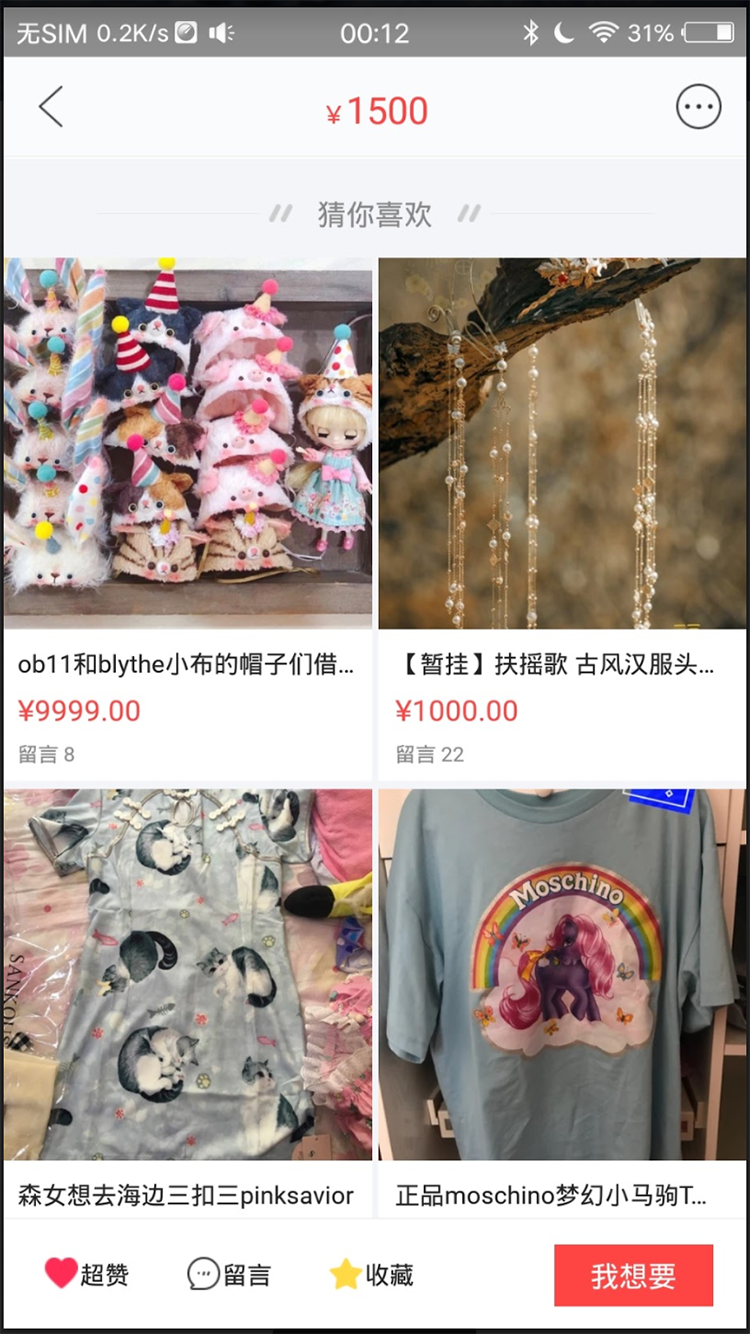 无SIM 0.2K/s 00:12 31%
¥1500
猜你喜欢
ob11和blythe小布的帽子们借...
¥9999.00
留言 8
【暂挂】扶摇歌 古风汉服头...
¥1000.00
留言 22
SANKOLIS
Moschino
森女想去海边三扣三pinksavior
正品moschino梦幻小马驹T...
超赞 留言 收藏 我想要